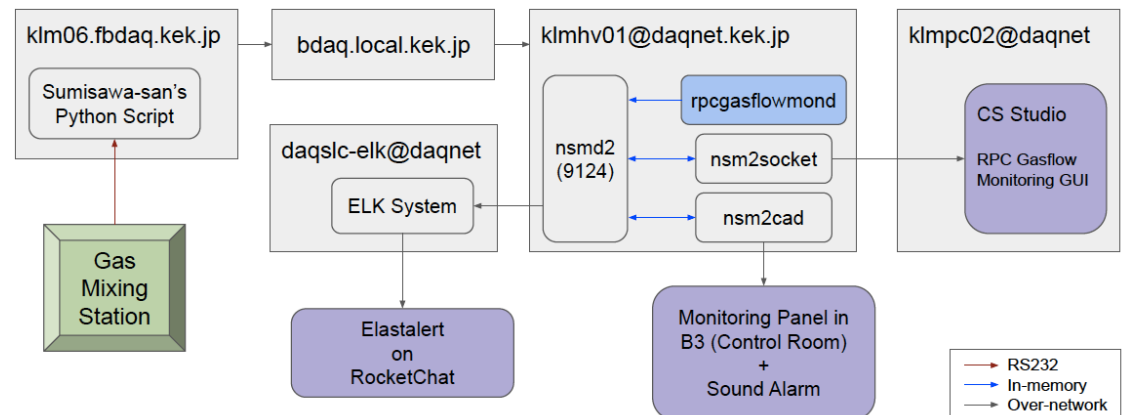 klm06.fbdaq.kek.jp
Sumisawa-san's
Python Script
Gas
Mixing
Station
bdaq.local.kek.jp
daqslc-elk@daqnet
ELK System
Elastalert
on
RocketChat
klmhv01@daqnet.kek.jp
nsmd2
(9124)
rpcgasflowmond
nsm2socket
nsm2cad
Monitoring Panel in
B3 (Control Room)
+
Sound Alarm
klmpc02@daqnet
CS Studio
RPC Gasflow
Monitoring GUI
RS232
In-memory
Over-network